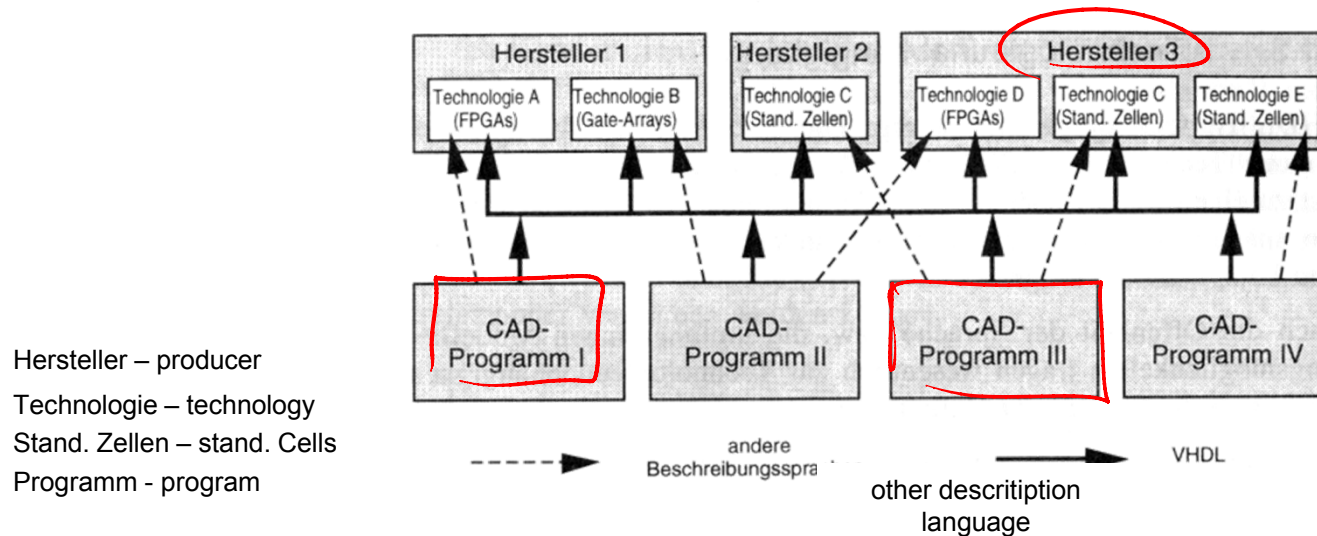 Hersteller 1
Hersteller 2
Hersteller 3
Technologie A
(FPGAs)
Technologie B
(Gate-Arrays)
Technologie C
(Stand. Zellen)
Technologie D
(FPGAs)
Technologie C
(Stand. Zellen)
Technologie E
(Stand. Zellen)
CAD-
Programm I
CAD-
Programm II
CAD-
Programm III
CAD-
Programm IV
Hersteller – producer
Technologie – technology
Stand. Zellen – stand. Cells
Programm - program
andere
Beschreibungsspra
VHDL
other descritiption
language